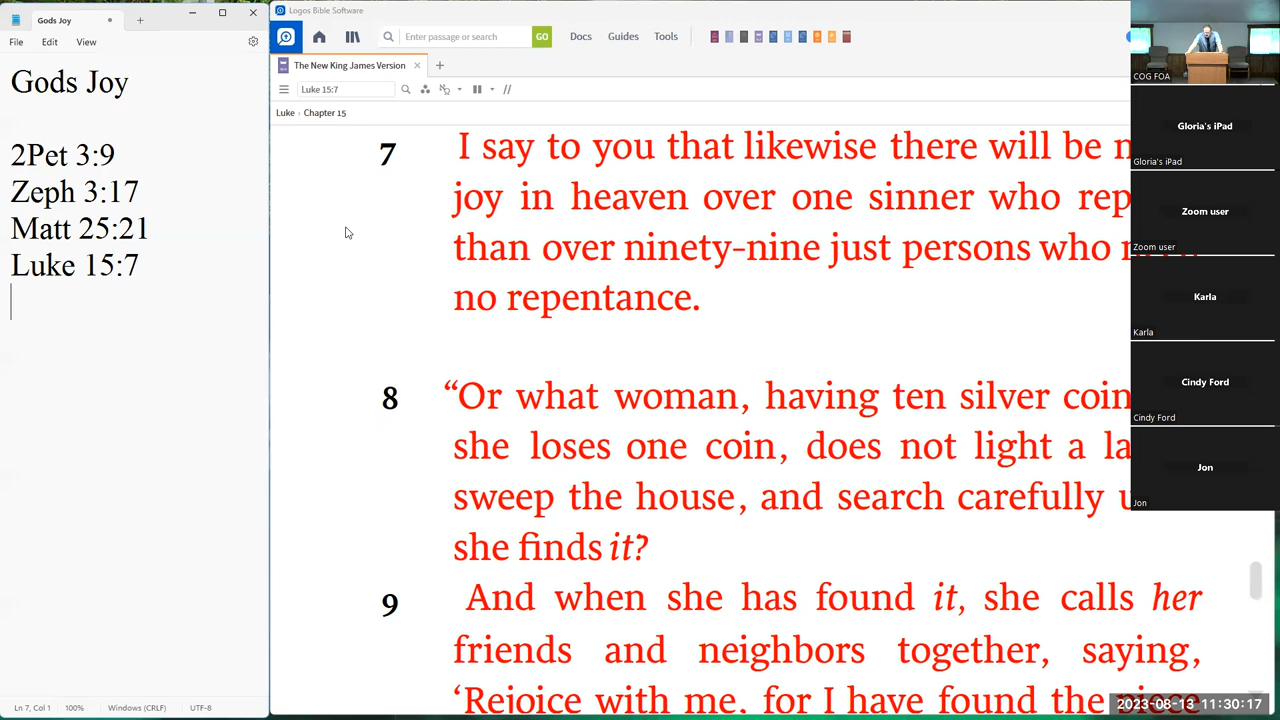 Gods Joy
File
Edit
View
Gods Joy
2Pet 3:9
Zeph 3:17
Matt 25:21
Luke 15:7
Ln 7, Col 1
100%
Windows (CRLF)
UTF-8
Logos Bible Software
Enter passage or search
GO
Docs
Guides
Tools
The New King James Version
Luke 15:7
Luke › Chapter 15
7 I say to you that likewise there will be
joy in heaven over one sinner who rep
than over ninety-nine just persons who
no repentance.
8 “Or what woman, having ten silver coin
she loses one coin, does not light a la
sweep the house, and search carefully
she finds it?
9 And when she has found it, she calls her
friends and neighbors together, saying,
‘Rejoice with me, for I have found the piece
COG FOA
Gloria's iPad
Gloria's iPad
Zoom user
Zoom user
Karla
Karla
Cindy Ford
Cindy Ford
Jon
Jon
2023-08-13 11:30:17